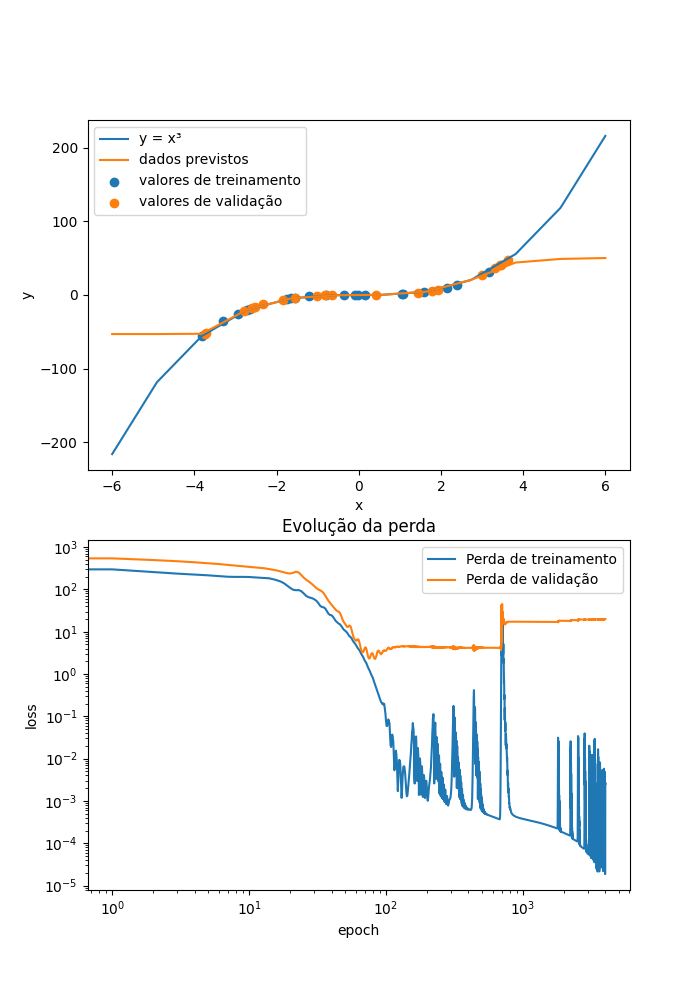 y = x³
dados previstos
valores de treinamento
valores de validação
200
100
0
−100
−200
y
−6
−4
−2
0
2
4
6
x
Evolução da perda
Perda de treinamento
Perda de validação
10³
10²
10¹
10⁰
10⁻¹
10⁻²
10⁻³
10⁻⁴
10⁻⁵
loss
10⁰
10¹
10²
10³
epoch